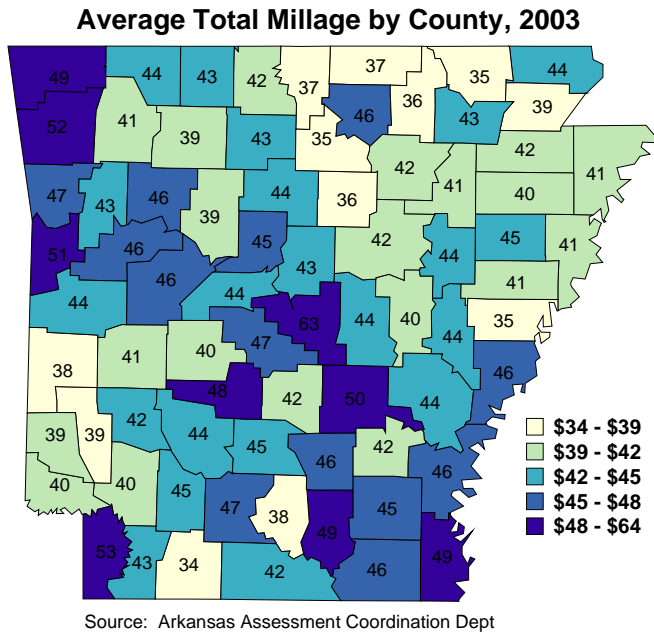 Average Total Millage by County, 2003
49 44 43 42 37 37 35 44
52 41 39 43 35 46 36 43 39
47 43 46 39 44 36 42 41 42 41
40
51 46 46 45 43 42 44 45 41
44 44 63 44 40 44 41 35
38 41 40 47 46
39 39 42 48 42 50 44
40 40 44 45 46 42 46
45 47 38 49 45 49
53 43 34 42 46
$34 - $39
$39 - $42
$42 - $45
$45 - $48
$48 - $64
Source: Arkansas Assessment Coordination Dept